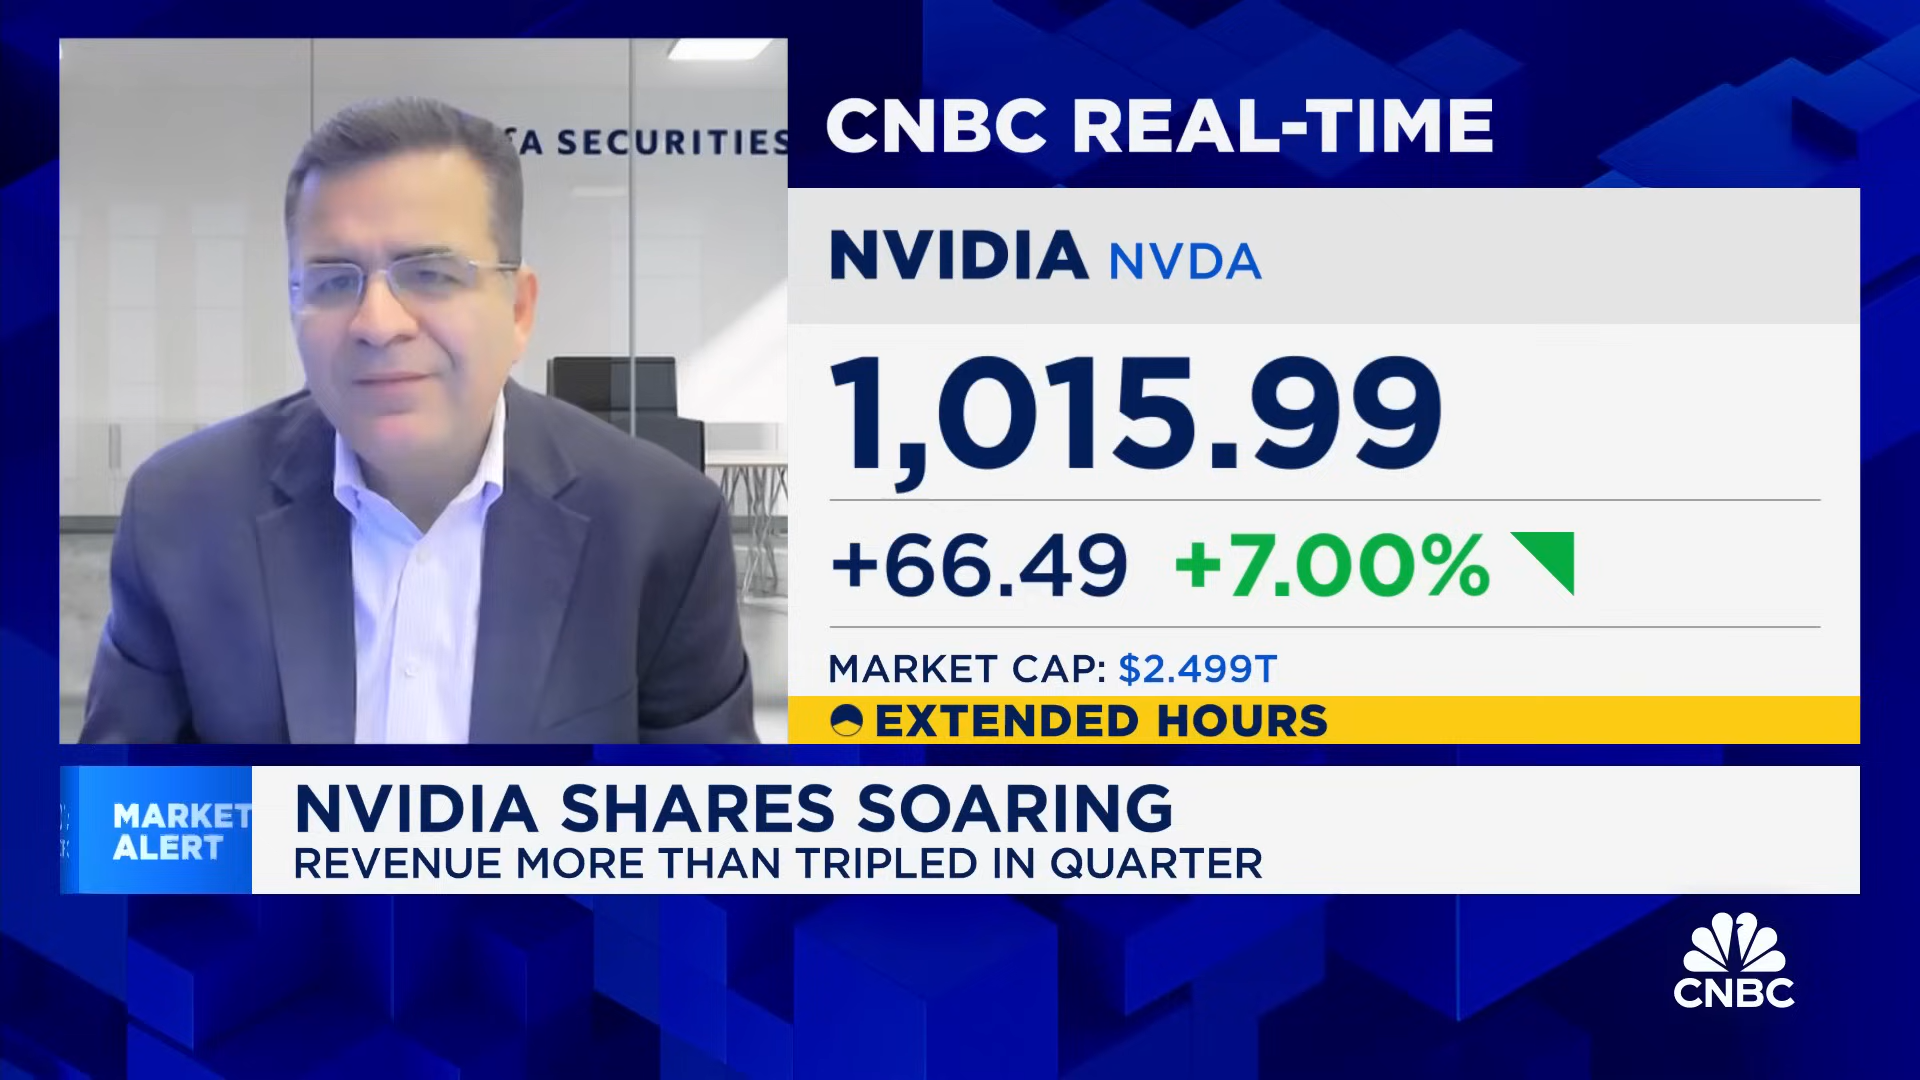 fA SECURITIES
CNBC REAL-TIME
NVIDIA NVDA
1,015.99
+66.49 +7.00%
MARKET CAP: $2.499T
EXTENDED HOURS
MARKET
ALERT
NVIDIA SHARES SOARING
REVENUE MORE THAN TRIPLED IN QUARTER
CNBC